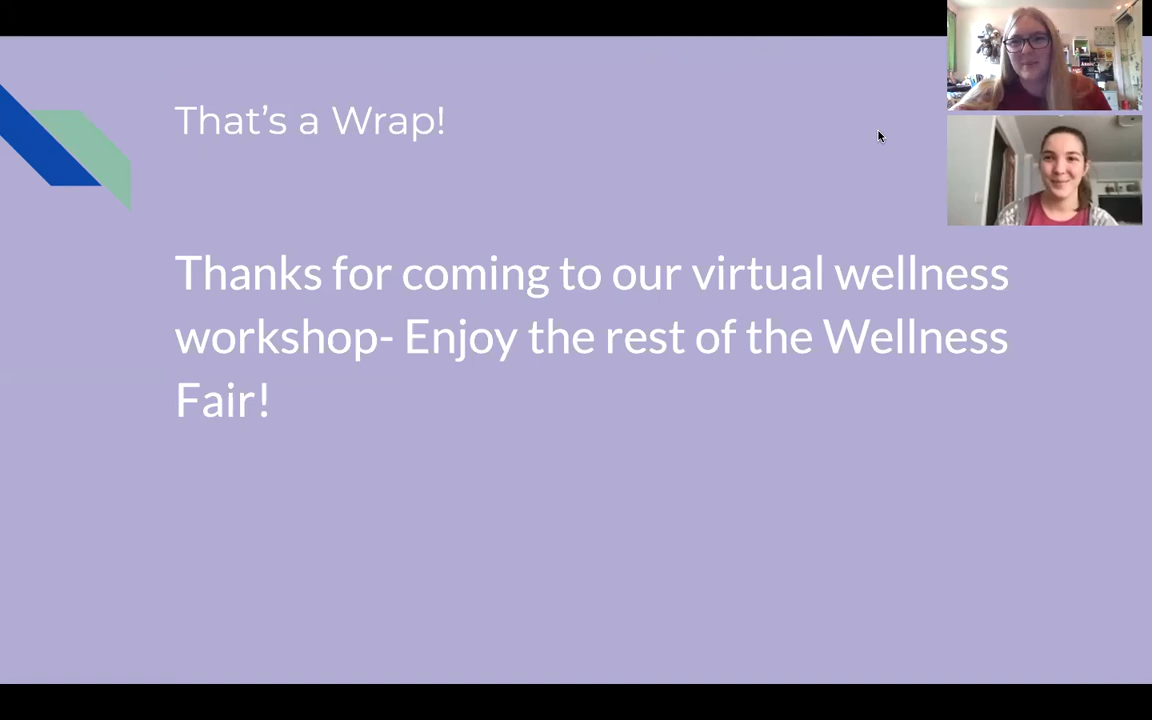 That's a Wrap!
Thanks for coming to our virtual wellness
workshop- Enjoy the rest of the Wellness
Fair!